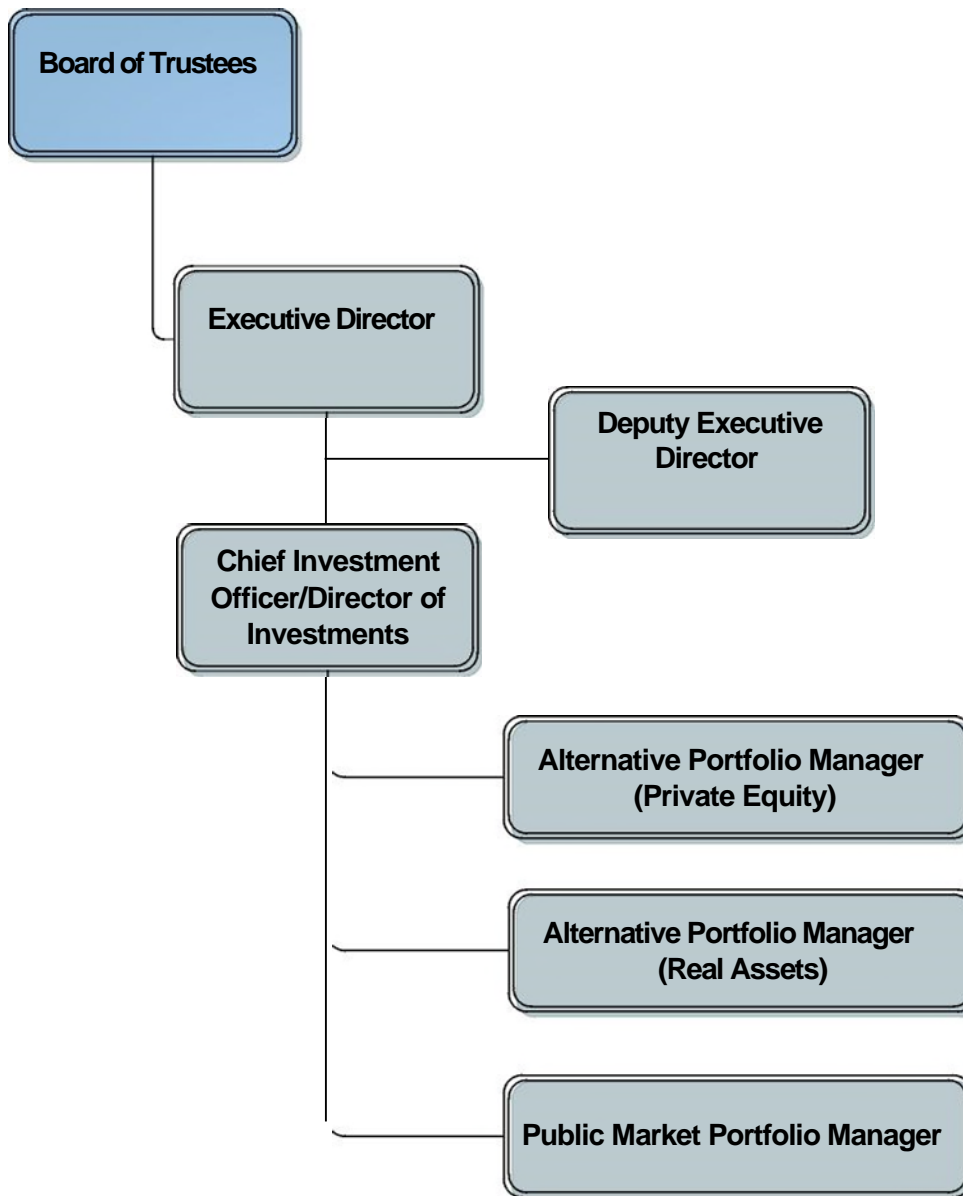 Board of Trustees
Executive Director
Deputy Executive
Director
Chief Investment
Officer/Director of
Investments
Alternative Portfolio Manager
(Private Equity)
Alternative Portfolio Manager
(Real Assets)
Public Market Portfolio Manager